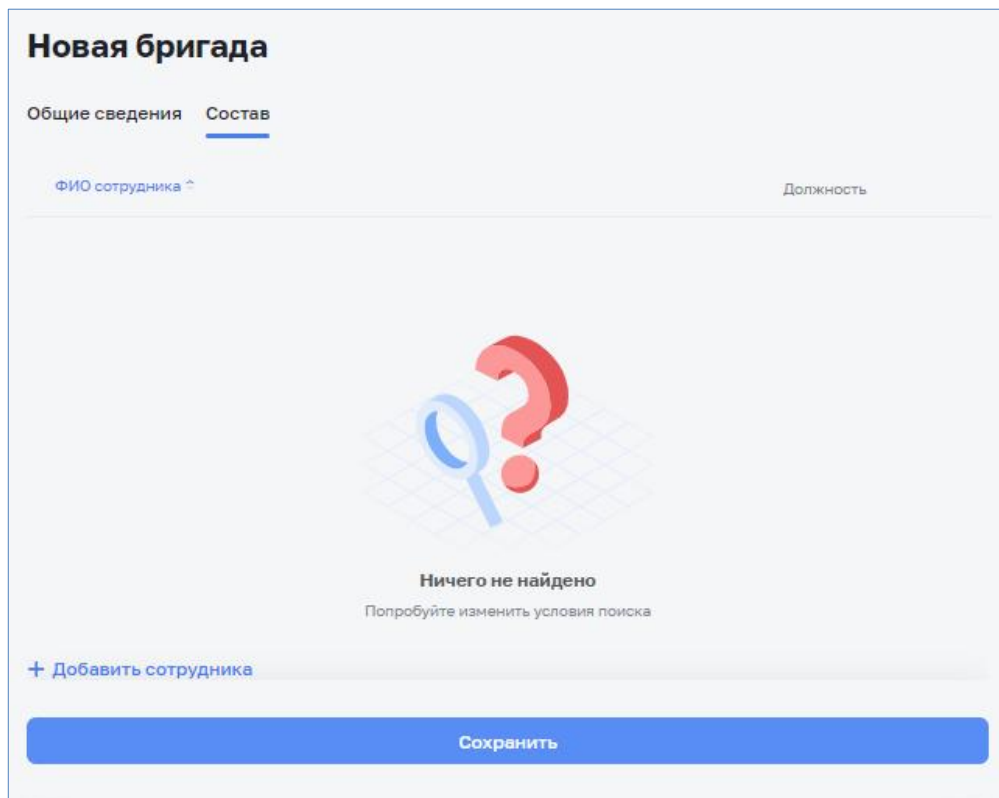 Новая бригада
Общие сведения Состав
ФИО сотрудника Должность
Ничего не найдено
Попробуйте изменить условия поиска
+ Добавить сотрудника
Сохранить